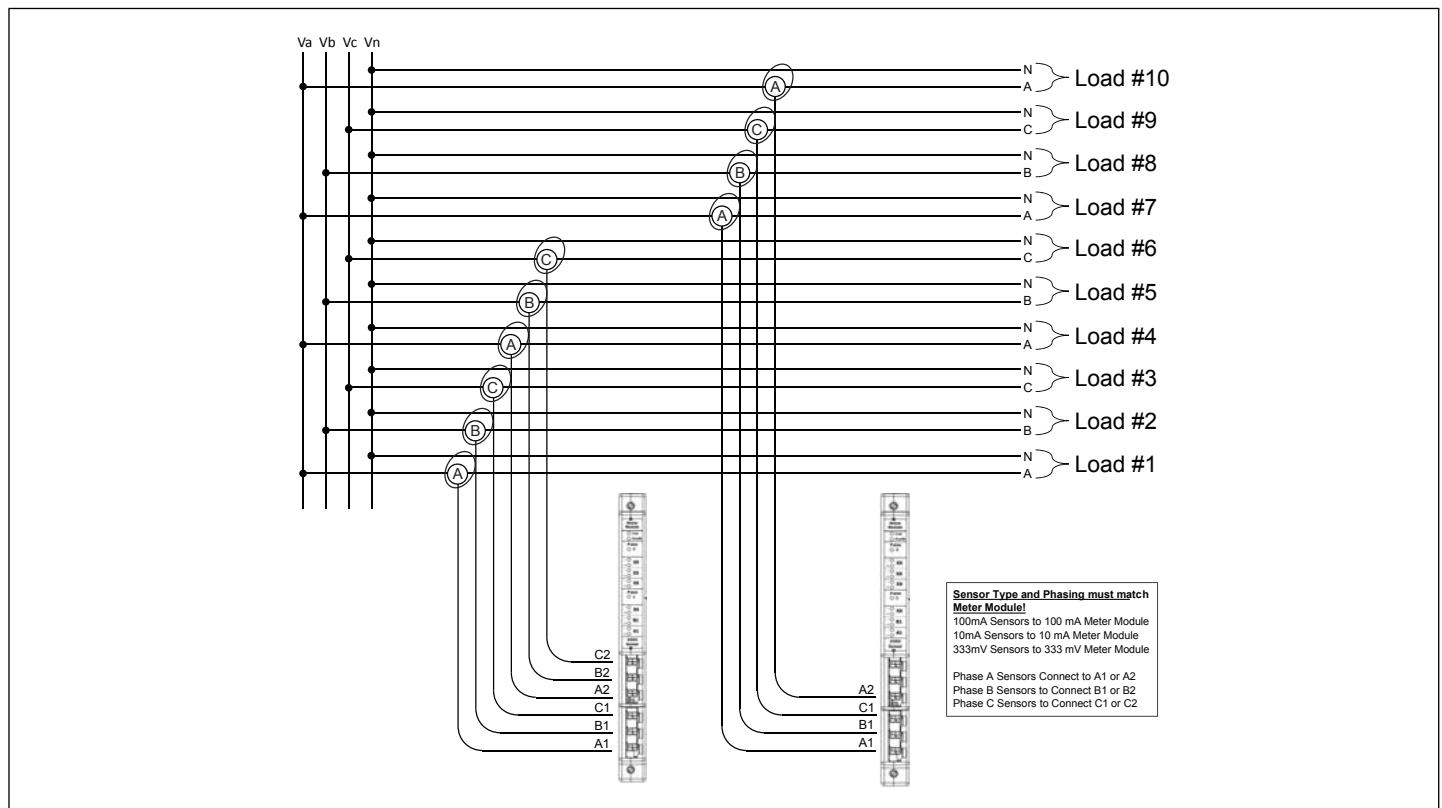 Va Vb Vc Vn
N
A
Load #10
N
C
Load #9
N
B
Load #8
N
A
Load #7
N
C
Load #6
N
B
Load #5
N
A
Load #4
N
C
Load #3
N
B
Load #2
N
A
Load #1
A
C
B
A
C
B
A
C
B
A
C2
B2
A2
C1
B1
A1
A2
C1
B1
A1
Sensor Type and Phasing must match
Meter Module!
100mA Sensors to 100 mA Meter Module
10mA Sensors to 10 mA Meter Module
333mV Sensors to 333 mV Meter Module
Phase A Sensors Connect to A1 or A2
Phase B Sensors to Connect B1 or B2
Phase C Sensors to Connect C1 or C2